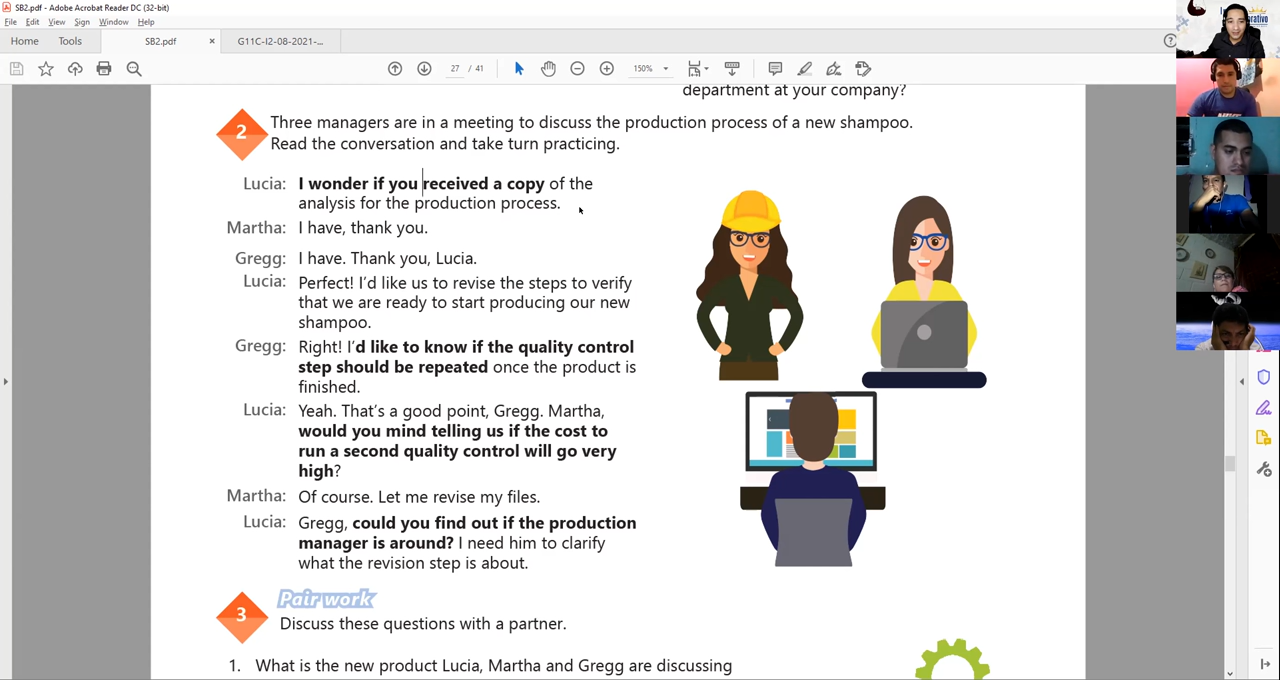 SB2.pdf - Adobe Acrobat Reader DC (32-bit)
File Edit View Sign Window Help
Home Tools SB2.pdf × G11C-I2-08-2021-...
27 / 41 150%
department at your company?
2 Three managers are in a meeting to discuss the production process of a new shampoo.
Read the conversation and take turn practicing.
Lucia: I wonder if you received a copy of the
analysis for the production process.
Martha: I have, thank you.
Gregg: I have. Thank you, Lucia.
Lucia: Perfect! I'd like us to revise the steps to verify
that we are ready to start producing our new
shampoo.
Gregg: Right! I'd like to know if the quality control
step should be repeated once the product is
finished.
Lucia: Yeah. That's a good point, Gregg. Martha,
would you mind telling us if the cost to
run a second quality control will go very
high?
Martha: Of course. Let me revise my files.
Lucia: Gregg, could you find out if the production
manager is around? I need him to clarify
what the revision step is about.
3 Pair work
Discuss these questions with a partner.
1. What is the new product Lucia, Martha and Gregg are discussing